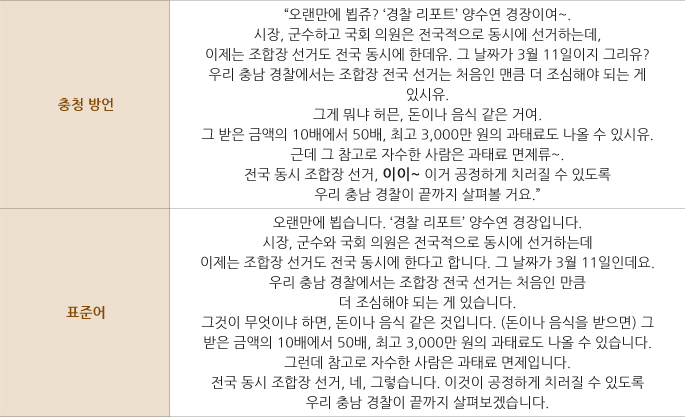 충청 방언
“오랜만에 뵙쥬? ‘경찰 리포트’ 양수연 경장이여~.
시장, 군수하고 국회 의원은 전국적으로 동시에 선거하는데,
이제는 조합장 선거도 전국 동시에 한데유. 그 날짜가 3월 11일이지 그리유?
우리 충남 경찰에서는 조합장 전국 선거는 처음인 맨큼 더 조심해야 되는 게
있시유.
그게 뭐냐 허믄, 돈이나 음식 같은 거여.
그 받은 금액의 10배에서 50배, 최고 3,000만 원의 과태료도 나올 수 있시유.
근데 그 참고로 자수한 사람은 과태료 면제류~.
전국 동시 조합장 선거, 이이~ 이거 공정하게 치러질 수 있도록
우리 충남 경찰이 끝까지 살펴볼 거요.”
표준어
오랜만에 뵙습니다. ‘경찰 리포트’ 양수연 경장입니다.
시장, 군수와 국회 의원은 전국적으로 동시에 선거하는데
이제는 조합장 선거도 전국 동시에 한다고 합니다. 그 날짜가 3월 11일인데요.
우리 충남 경찰에서는 조합장 전국 선거는 처음인 만큼
더 조심해야 되는 게 있습니다.
그것이 무엇이냐 하면, 돈이나 음식 같은 것입니다. (돈이나 음식을 받으면) 그
받은 금액의 10배에서 50배, 최고 3,000만 원의 과태료도 나올 수 있습니다.
그런데 참고로 자수한 사람은 과태료 면제입니다.
전국 동시 조합장 선거, 네, 그렇습니다. 이것이 공정하게 치러질 수 있도록
우리 충남 경찰이 끝까지 살펴보겠습니다.